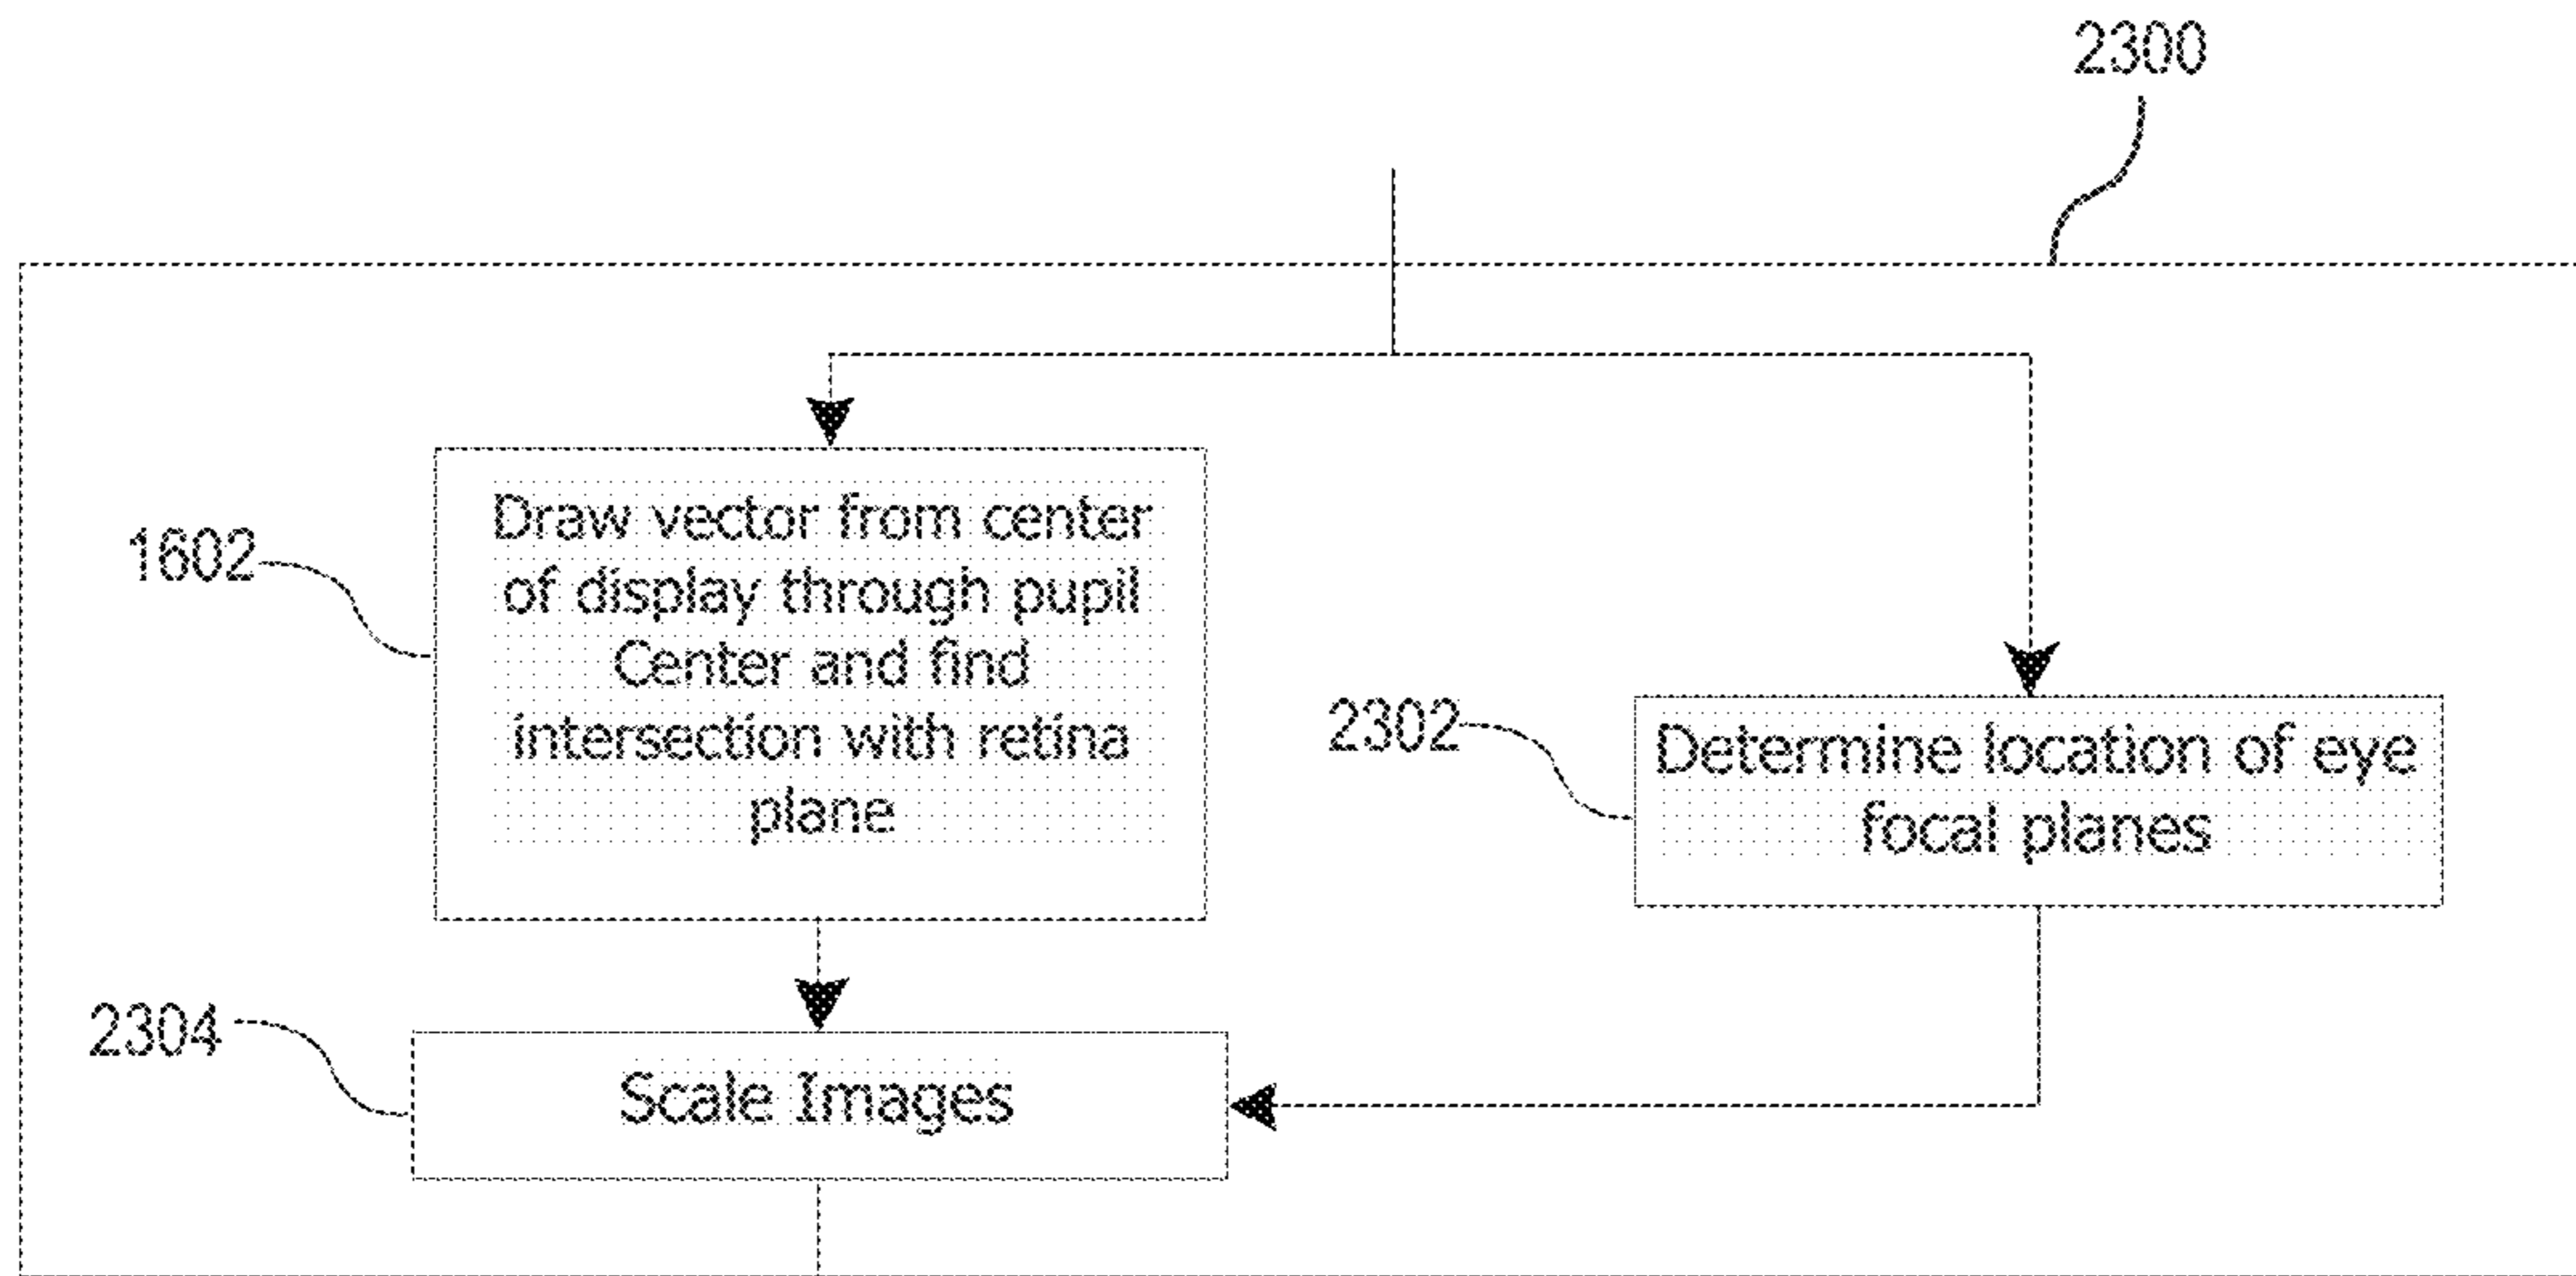 2300
1602
Draw vector from center
of display through pupil
Center and find
intersection with retina
plane
2302
Determine location of eye
focal planes
2304
Scale Images